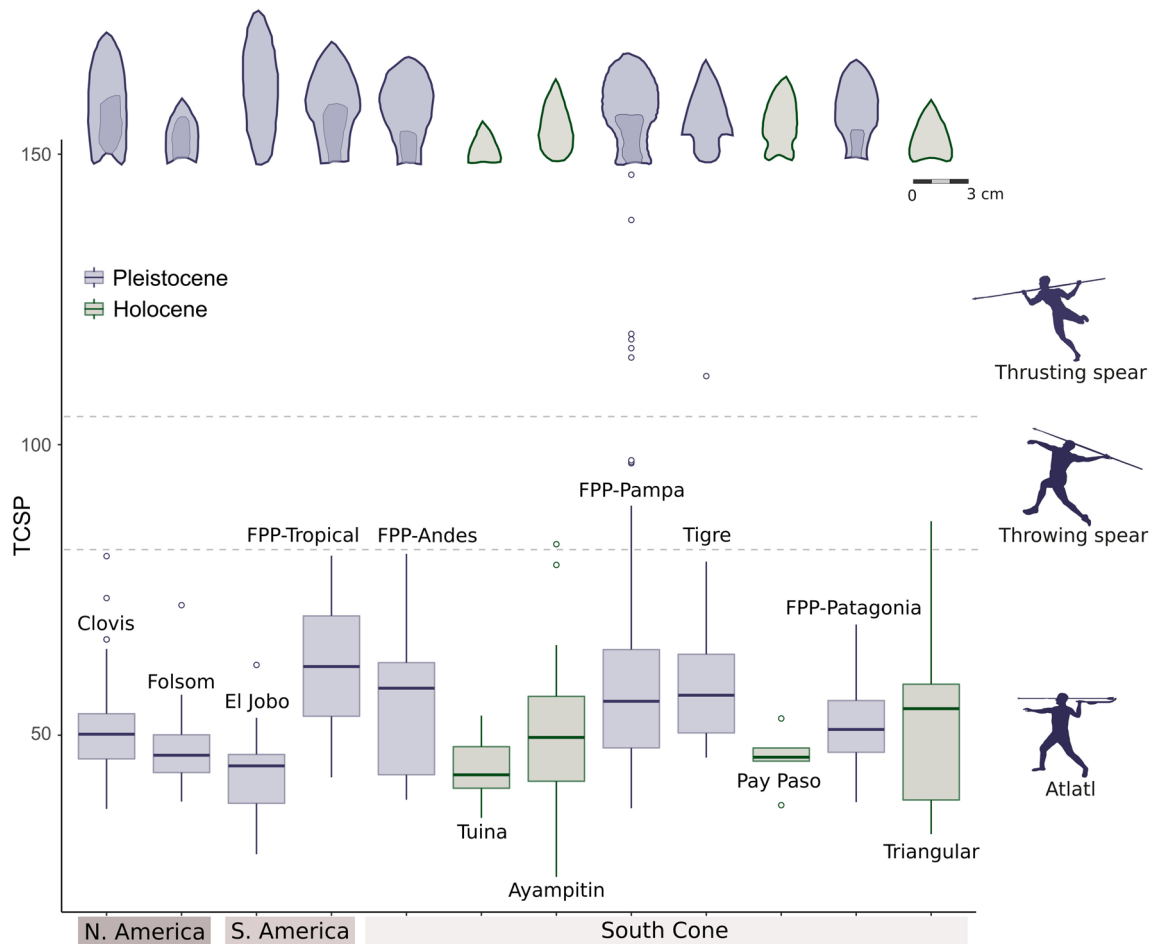 150
0
3 cm
Pleistocene
Holocene
Thrusting spear
100
FPP-Pampa
TCSP
FPP-Tropical
FPP-Andes
Tigre
Throwing spear
Clovis
FPP-Patagonia
Folsom
El Jobo
50
Pay Paso
Atlatl
Tuina
Triangular
Ayampitin
N. America
S. America
South Cone